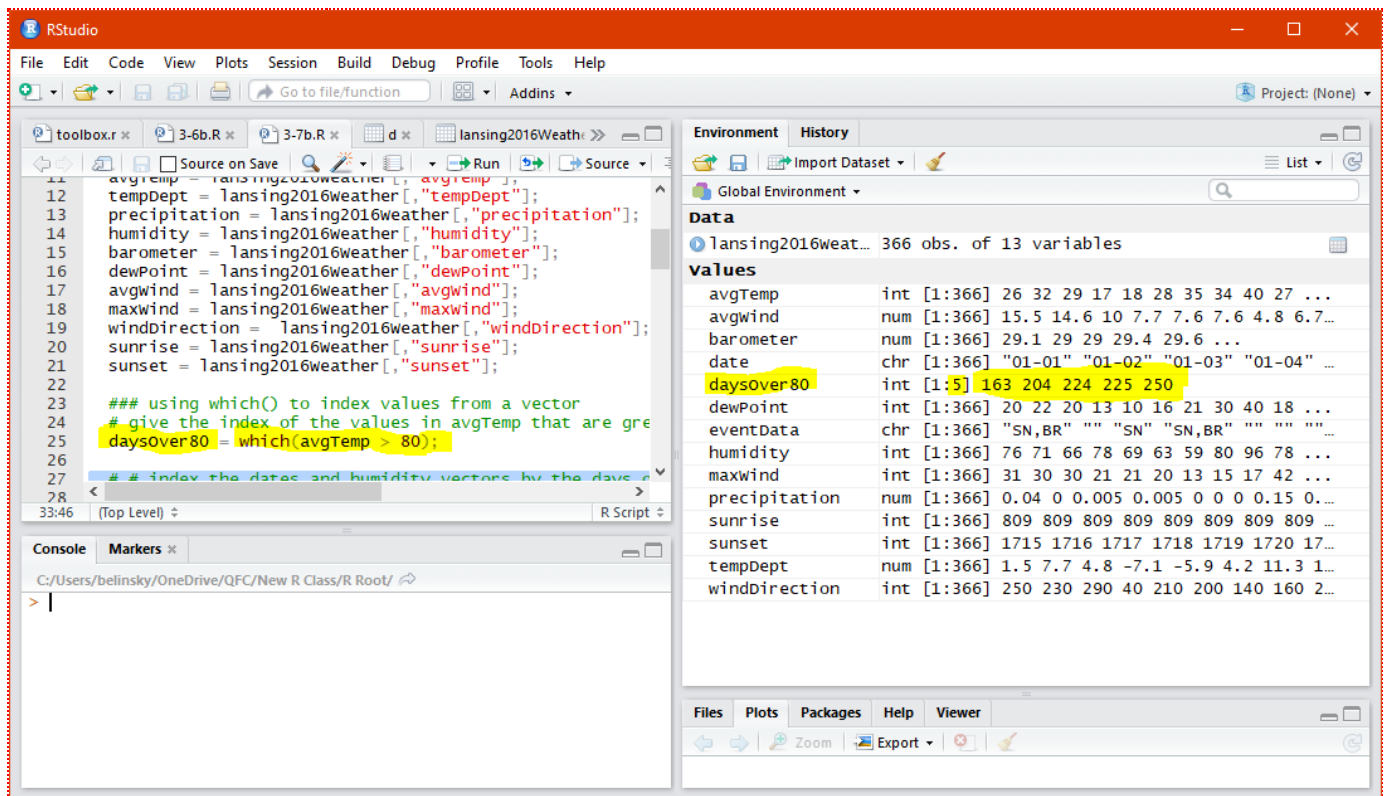 RStudio
File Edit Code View Plots Session Build Debug Profile Tools Help
Go to file/function Addins Project: (None)
toolbox.r 3-6b.R 3-7b.R d lansing2016Weathe
Source on Save Run Source
11 avgTemp = lansing2016Weather[,"avgTemp"];
12 tempDept = lansing2016Weather[,"tempDept"];
13 precipitation = lansing2016Weather[,"precipitation"];
14 humidity = lansing2016Weather[,"humidity"];
15 barometer = lansing2016Weather[,"barometer"];
16 dewPoint = lansing2016Weather[,"dewPoint"];
17 avgWind = lansing2016Weather[,"avgWind"];
18 maxWind = lansing2016Weather[,"maxWind"];
19 windDirection =  lansing2016Weather[,"windDirection"];
20 sunrise = lansing2016Weather[,"sunrise"];
21 sunset = lansing2016Weather[,"sunset"];
22
23 ### using which() to index values from a vector
24 # give the index of the values in avgTemp that are gre
25 daysOver80 = which(avgTemp > 80);
26
27 # # index the dates and humidity vectors by the days o
28
33:46 (Top Level) R Script
Console Markers
C:/Users/belinsky/OneDrive/QFC/New R Class/R Root/
>
Environment History
Import Dataset List
Global Environment
Data
lansing2016Weat… 366 obs. of 13 variables
Values
avgTemp int [1:366] 26 32 29 17 18 28 35 34 40 27 ...
avgWind num [1:366] 15.5 14.6 10 7.7 7.6 7.6 4.8 6.7…
barometer num [1:366] 29.1 29 29 29.4 29.6 ...
date chr [1:366] "01-01" "01-02" "01-03" "01-04" …
daysOver80 int [1:5] 163 204 224 225 250
dewPoint int [1:366] 20 22 20 13 10 16 21 30 40 18 ...
eventData chr [1:366] "SN,BR" "" "SN" "SN,BR" "" "" ""…
humidity int [1:366] 76 71 66 78 69 63 59 80 96 78 ...
maxWind int [1:366] 31 30 30 21 21 20 13 15 17 42 ...
precipitation num [1:366] 0.04 0 0.005 0.005 0 0 0 0.15 0.…
sunrise int [1:366] 809 809 809 809 809 809 809 809 …
sunset int [1:366] 1715 1716 1717 1718 1719 1720 17…
tempDept num [1:366] 1.5 7.7 4.8 -7.1 -5.9 4.2 11.3 1…
windDirection int [1:366] 250 230 290 40 210 200 140 160 2…
Files Plots Packages Help Viewer
Zoom Export